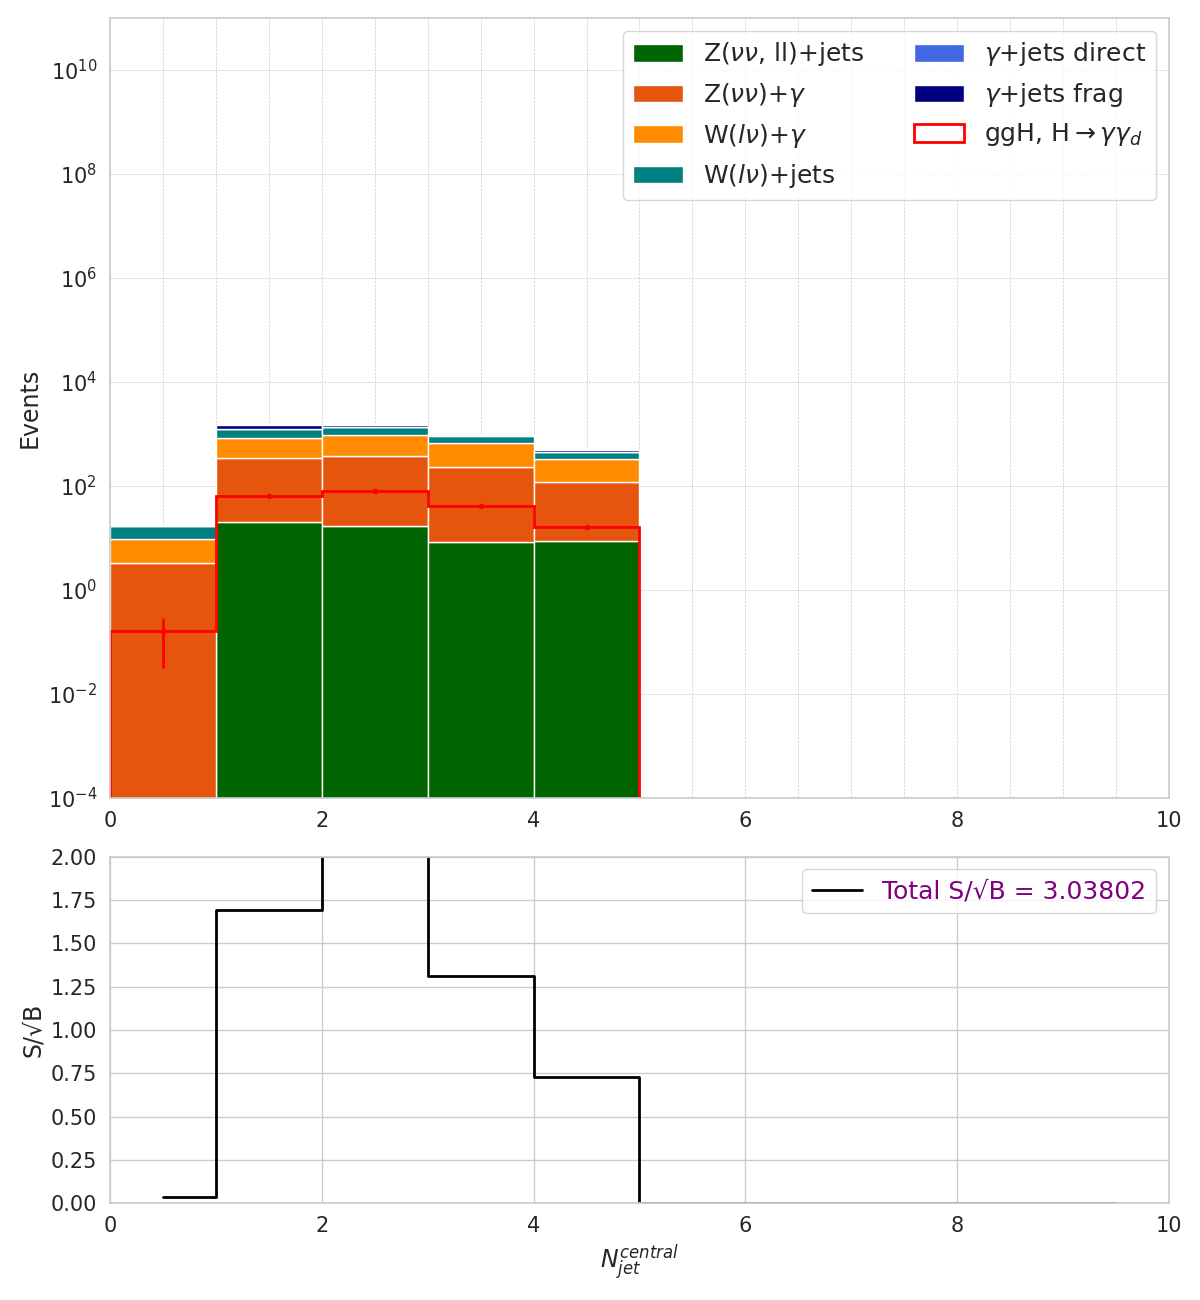 Z(νν, ll)+jets
Z(νν)+γ
W(lν)+γ
W(lν)+jets
γ+jets direct
γ+jets frag
ggH, H→γγ_d
Events
10^10
10^8
10^6
10^4
10^2
10^0
10^−2
10^−4
0 2 4 6 8 10
Total S/√B = 3.03802
S/√B
2.00
1.75
1.50
1.25
1.00
0.75
0.50
0.25
0.00
0 2 4 6 8 10
N_jet^central